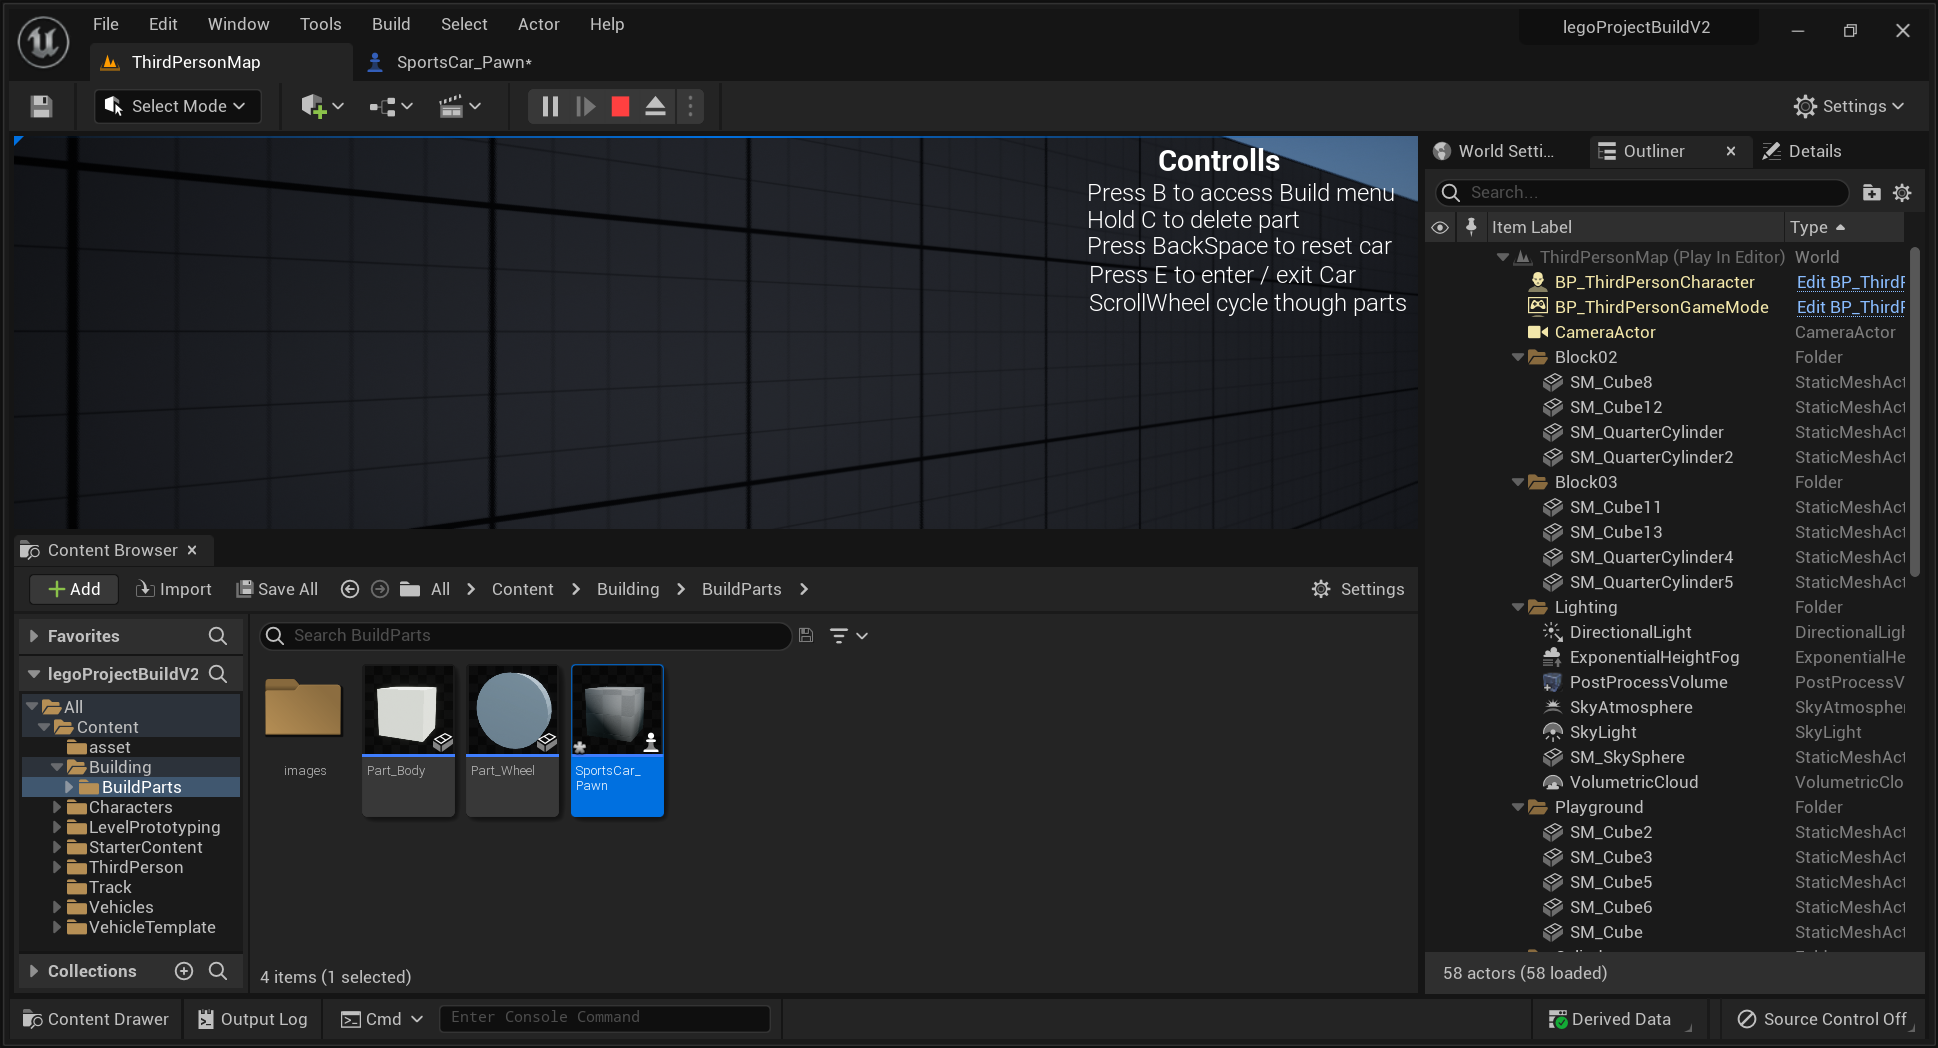 File Edit Window Tools Build Select Actor Help
legoProjectBuildV2
ThirdPersonMap
SportsCar_Pawn*
Select Mode
Settings
Controlls
Press B to access Build menu
Hold C to delete part
Press BackSpace to reset car
Press E to enter / exit Car
ScrollWheel cycle though parts
World Setti...
Outliner
Details
Search...
Item Label Type
ThirdPersonMap (Play In Editor) World
BP_ThirdPersonCharacter Edit BP_ThirdP
BP_ThirdPersonGameMode Edit BP_ThirdP
CameraActor CameraActor
Block02 Folder
SM_Cube8 StaticMeshAct
SM_Cube12 StaticMeshAct
SM_QuarterCylinder StaticMeshAct
SM_QuarterCylinder2 StaticMeshAct
Block03 Folder
SM_Cube11 StaticMeshAct
SM_Cube13 StaticMeshAct
SM_QuarterCylinder4 StaticMeshAct
SM_QuarterCylinder5 StaticMeshAct
Lighting Folder
DirectionalLight DirectionalLigh
ExponentialHeightFog ExponentialHe
PostProcessVolume PostProcessV
SkyAtmosphere SkyAtmospher
SkyLight SkyLight
SM_SkySphere StaticMeshAct
VolumetricCloud VolumetricClo
Playground Folder
SM_Cube2 StaticMeshAct
SM_Cube3 StaticMeshAct
SM_Cube5 StaticMeshAct
SM_Cube6 StaticMeshAct
SM_Cube StaticMeshAct
58 actors (58 loaded)
Content Browser
Add Import Save All All Content Building BuildParts Settings
Favorites
Search BuildParts
legoProjectBuildV2
All
Content
asset
Building
BuildParts
Characters
LevelPrototyping
StarterContent
ThirdPerson
Track
Vehicles
VehicleTemplate
Collections
images
Part_Body
Part_Wheel
SportsCar_
Pawn
4 items (1 selected)
Content Drawer Output Log Cmd Enter Console Command Derived Data Source Control Off